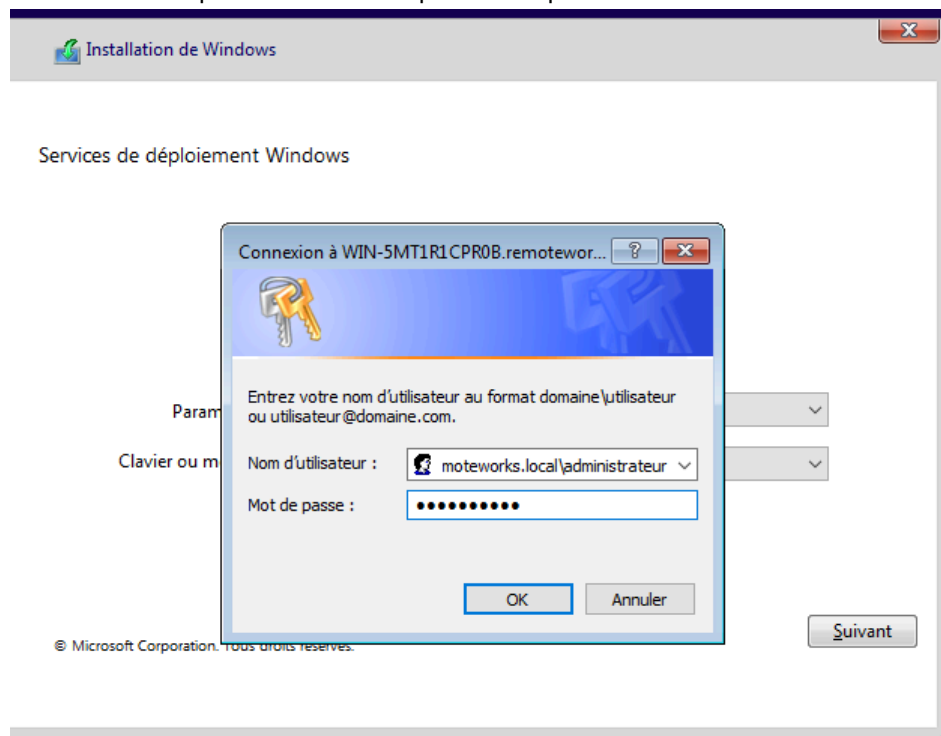 Installation de Windows
Services de déploiement Windows
Connexion à WIN-5MT1R1CPR0B.remotewor...
Entrez votre nom d'utilisateur au format domaine\utilisateur
ou utilisateur@domaine.com.
Param
Clavier ou m
Nom d'utilisateur : moteworks.local\administrateur
Mot de passe : ●●●●●●●●●●
OK Annuler
Suivant
© Microsoft Corporation. Tous droits réservés.